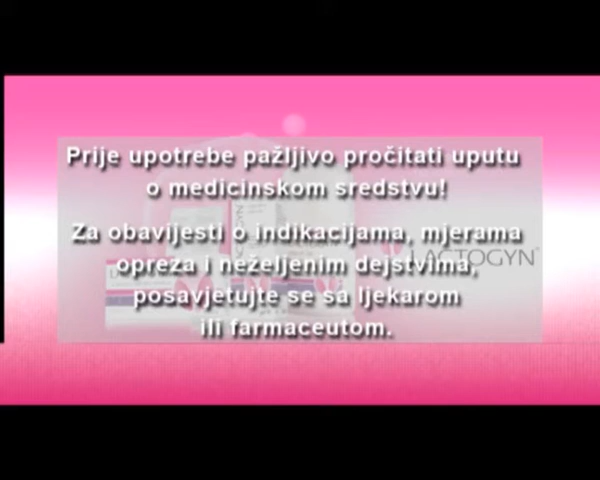 Prije upotrebe pažljivo pročitati uputu
o medicinskom sredstvu!
Za obavijesti o indikacijama, mjerama
opreza i neželjenim dejstvima,
posavjetujte se sa ljekarom
ili farmaceutom.
LACTOGYN®